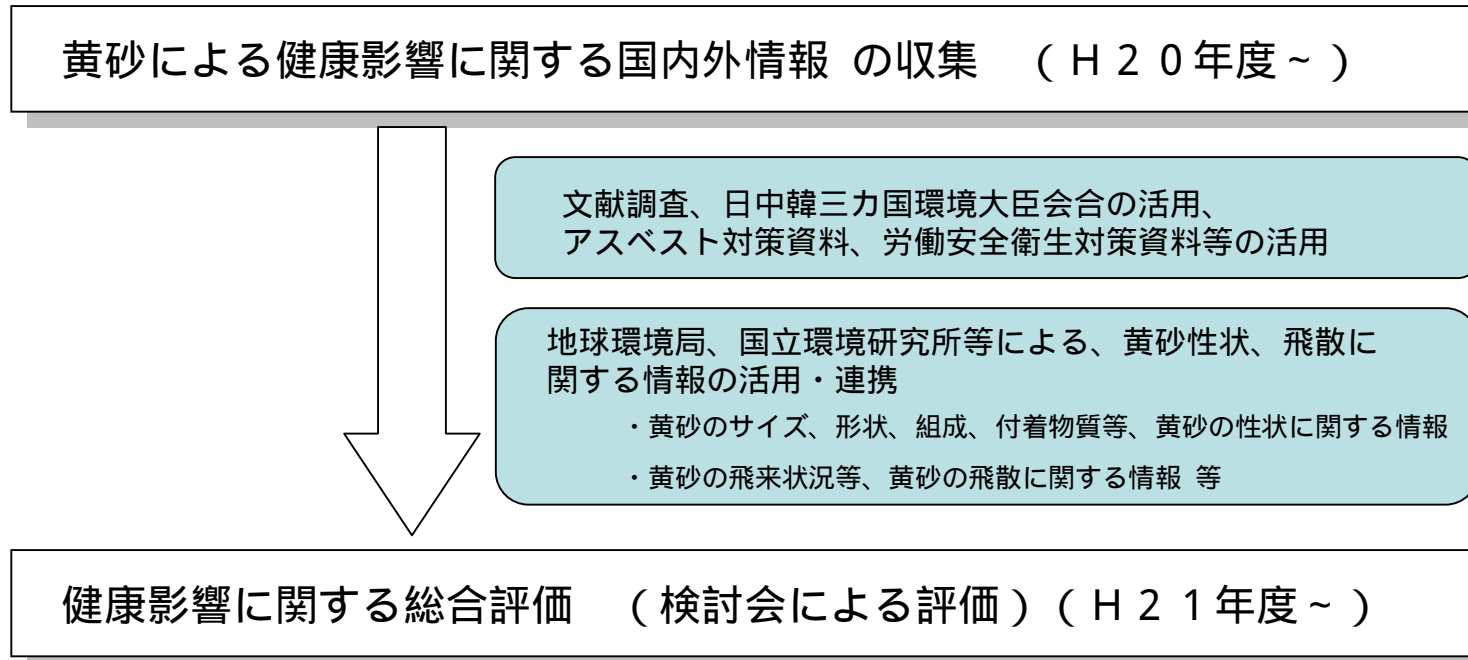 黄砂による健康影響に関する国内外情報 の収集 (H20年度~)
文献調査、日中韓三カ国環境大臣会合の活用、
アスベスト対策資料、労働安全衛生対策資料等の活用
地球環境局、国立環境研究所等による、黄砂性状、飛散に
関する情報の活用・連携
・黄砂のサイズ、形状、組成、付着物質等、黄砂の性状に関する情報
・黄砂の飛来状況等、黄砂の飛散に関する情報 等
健康影響に関する総合評価 (検討会による評価)(H21年度~)